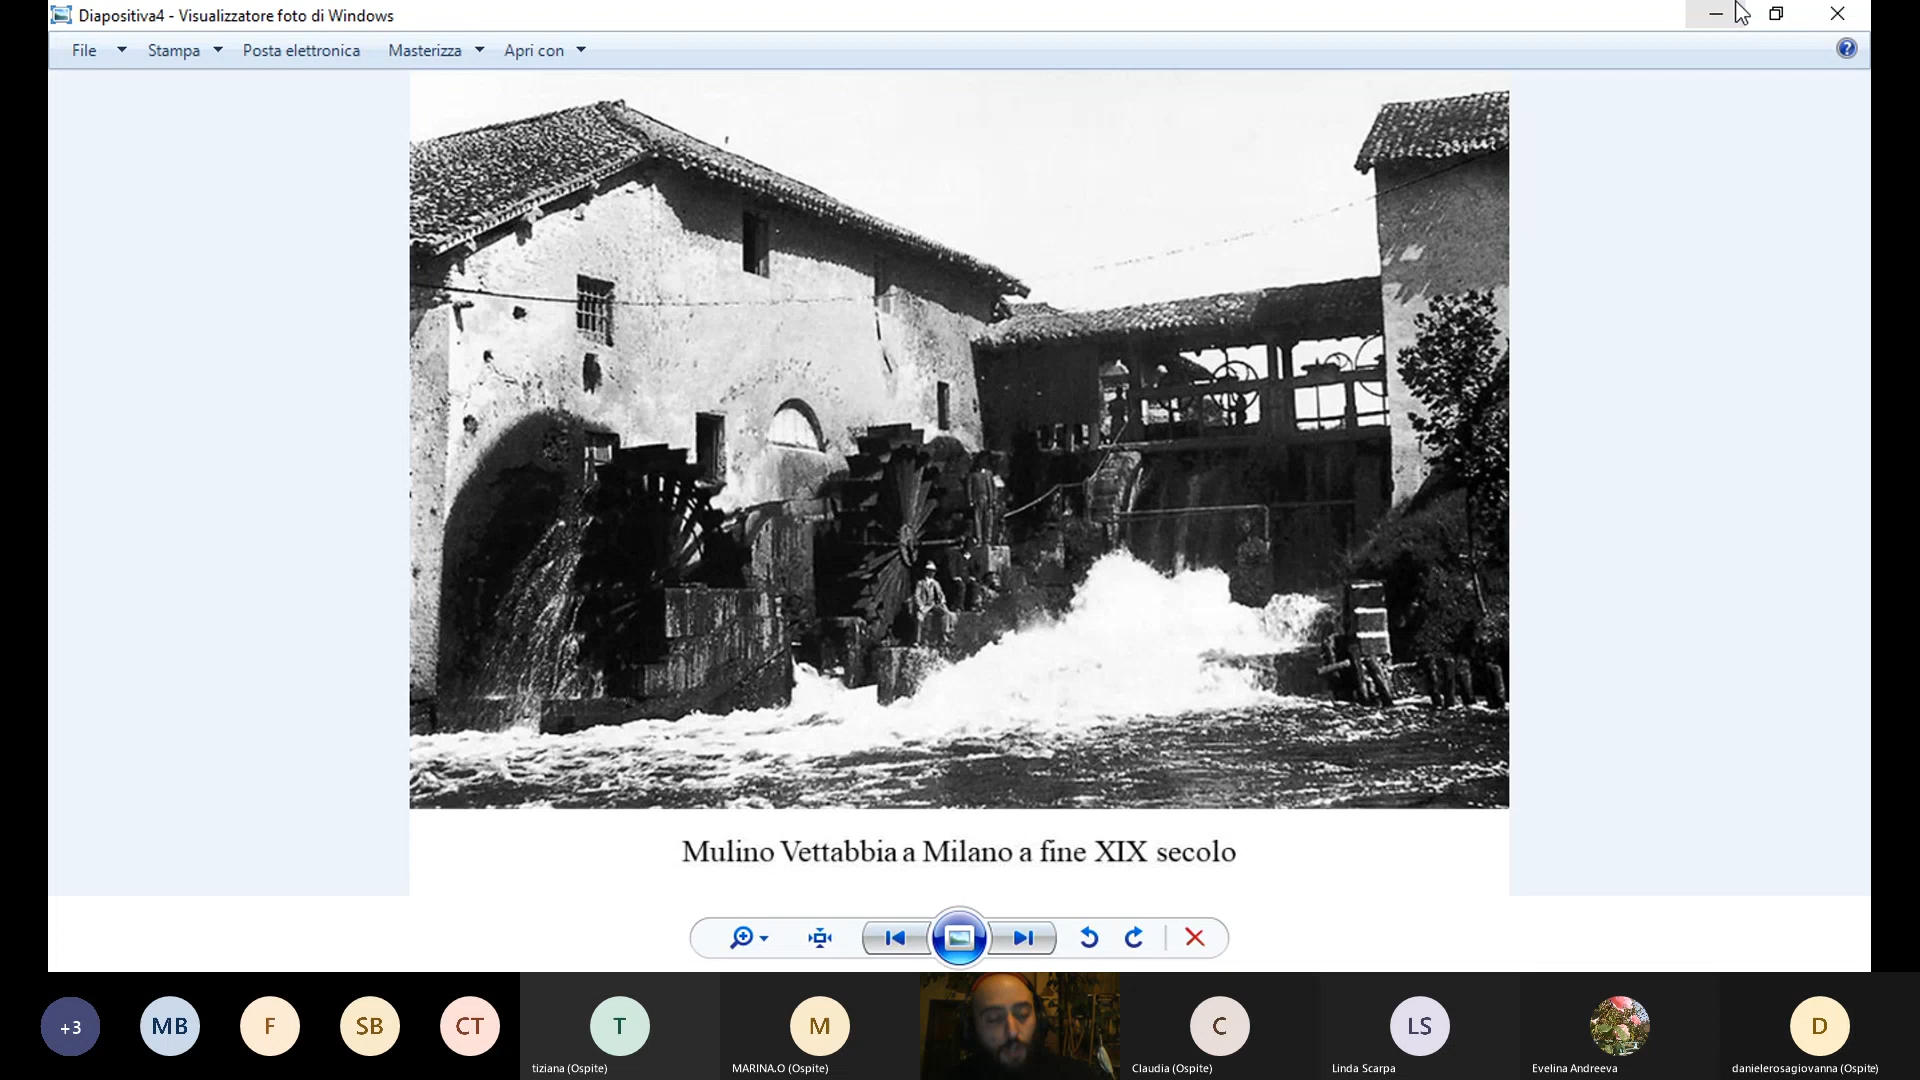 Diapositiva4 - Visualizzatore foto di Windows
File Stampa Posta elettronica Masterizza Apri con
Mulino Vettabbia a Milano a fine XIX secolo
+3 MB F SB CT T M C LS D
tiziana (Ospite) MARINA.O (Ospite) Claudia (Ospite) Linda Scarpa Evelina Andreeva danielerosagiovanna (Ospite)